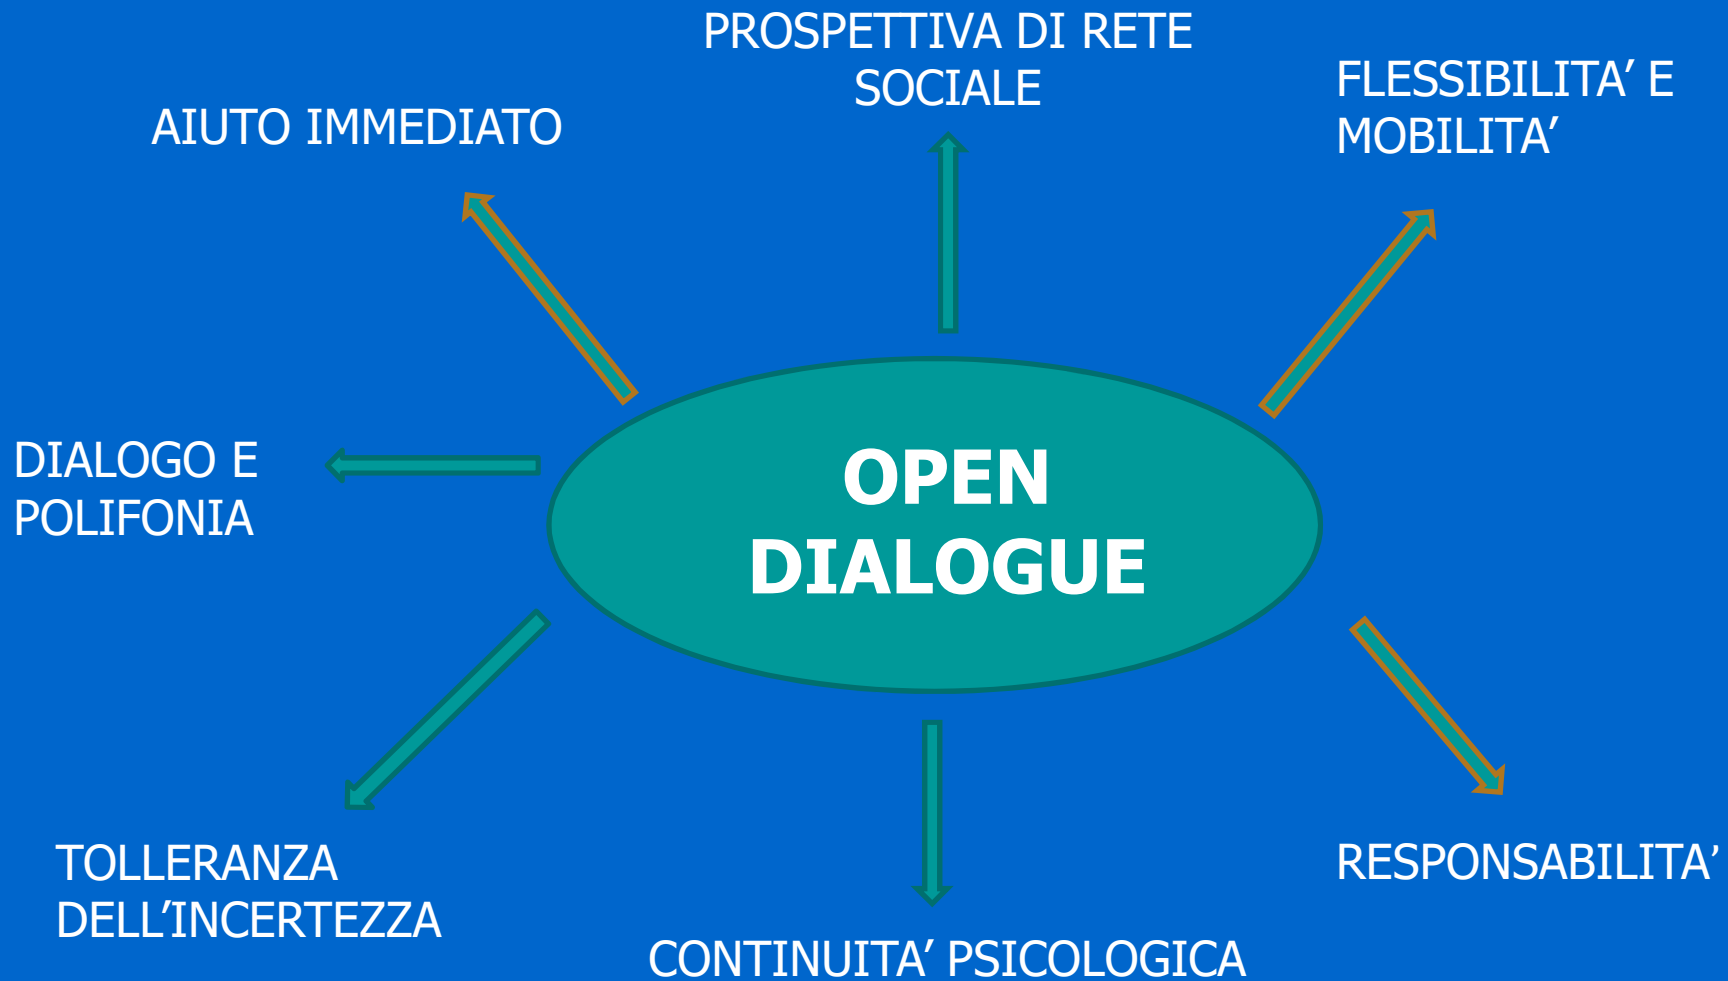 PROSPETTIVA DI RETE
SOCIALE
FLESSIBILITA’ E
MOBILITA’
AIUTO IMMEDIATO
DIALOGO E
POLIFONIA
OPEN
DIALOGUE
TOLLERANZA
DELL’INCERTEZZA
RESPONSABILITA’
CONTINUITA’ PSICOLOGICA